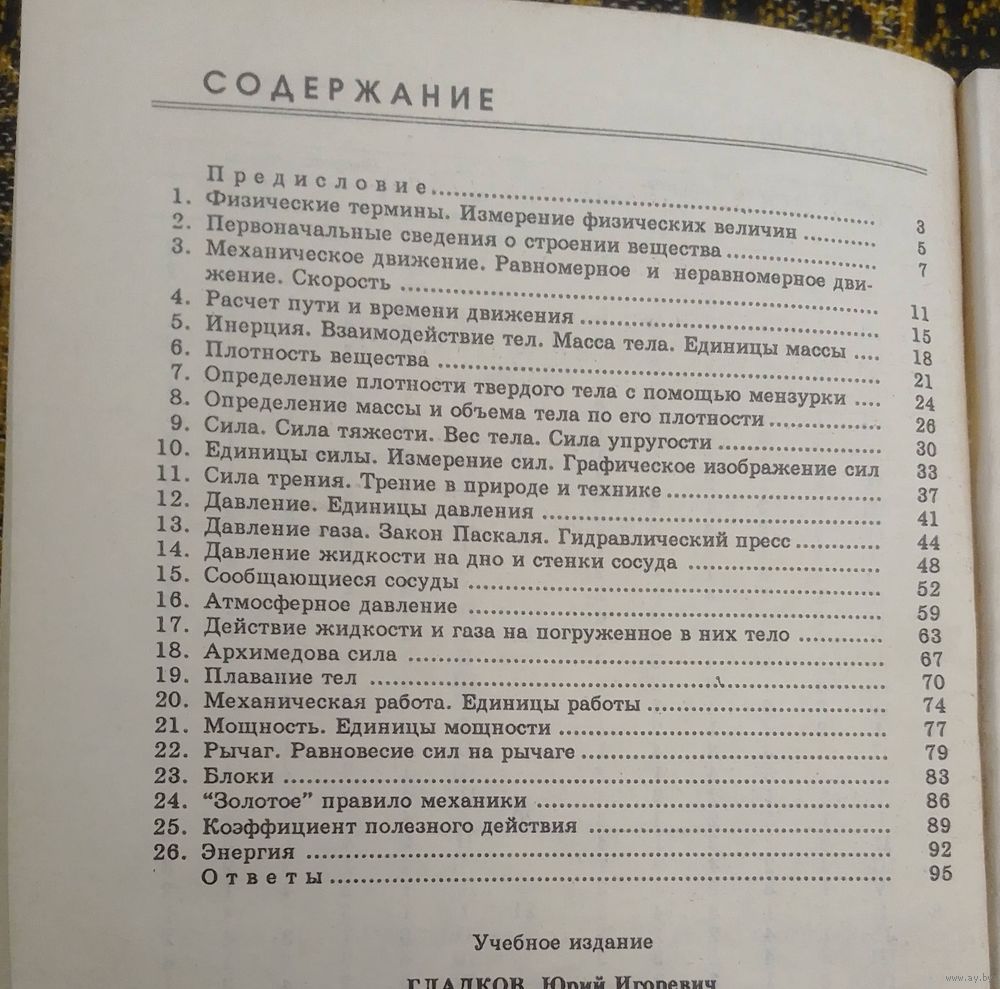 СОДЕРЖАНИЕ
Предисловие........ 3
1. Физические термины. Измерение физических величин ........ 5
2. Первоначальные сведения о строении вещества ........ 7
3. Механическое движение. Равномерное и неравномерное дви-
жение. Скорость ........ 11
4. Расчет пути и времени движения ........ 15
5. Инерция. Взаимодействие тел. Масса тела. Единицы массы .... 18
6. Плотность вещества ........ 21
7. Определение плотности твердого тела с помощью мензурки .... 24
8. Определение массы и объема тела по его плотности ........ 26
9. Сила. Сила тяжести. Вес тела. Сила упругости ........ 30
10. Единицы силы. Измерение сил. Графическое изображение сил 33
11. Сила трения. Трение в природе и технике ........ 37
12. Давление. Единицы давления ........ 41
13. Давление газа. Закон Паскаля. Гидравлический пресс ........ 44
14. Давление жидкости на дно и стенки сосуда ........ 48
15. Сообщающиеся сосуды ........ 52
16. Атмосферное давление ........ 59
17. Действие жидкости и газа на погруженное в них тело ........ 63
18. Архимедова сила ........ 67
19. Плавание тел ........ 70
20. Механическая работа. Единицы работы ........ 74
21. Мощность. Единицы мощности ........ 77
22. Рычаг. Равновесие сил на рычаге ........ 79
23. Блоки ........ 83
24. “Золотое” правило механики ........ 86
25. Коэффициент полезного действия ........ 89
26. Энергия ........ 92
Ответы ........ 95
Учебное издание
ГЛАДКОВ Юрий Игоревич
www.ay.by